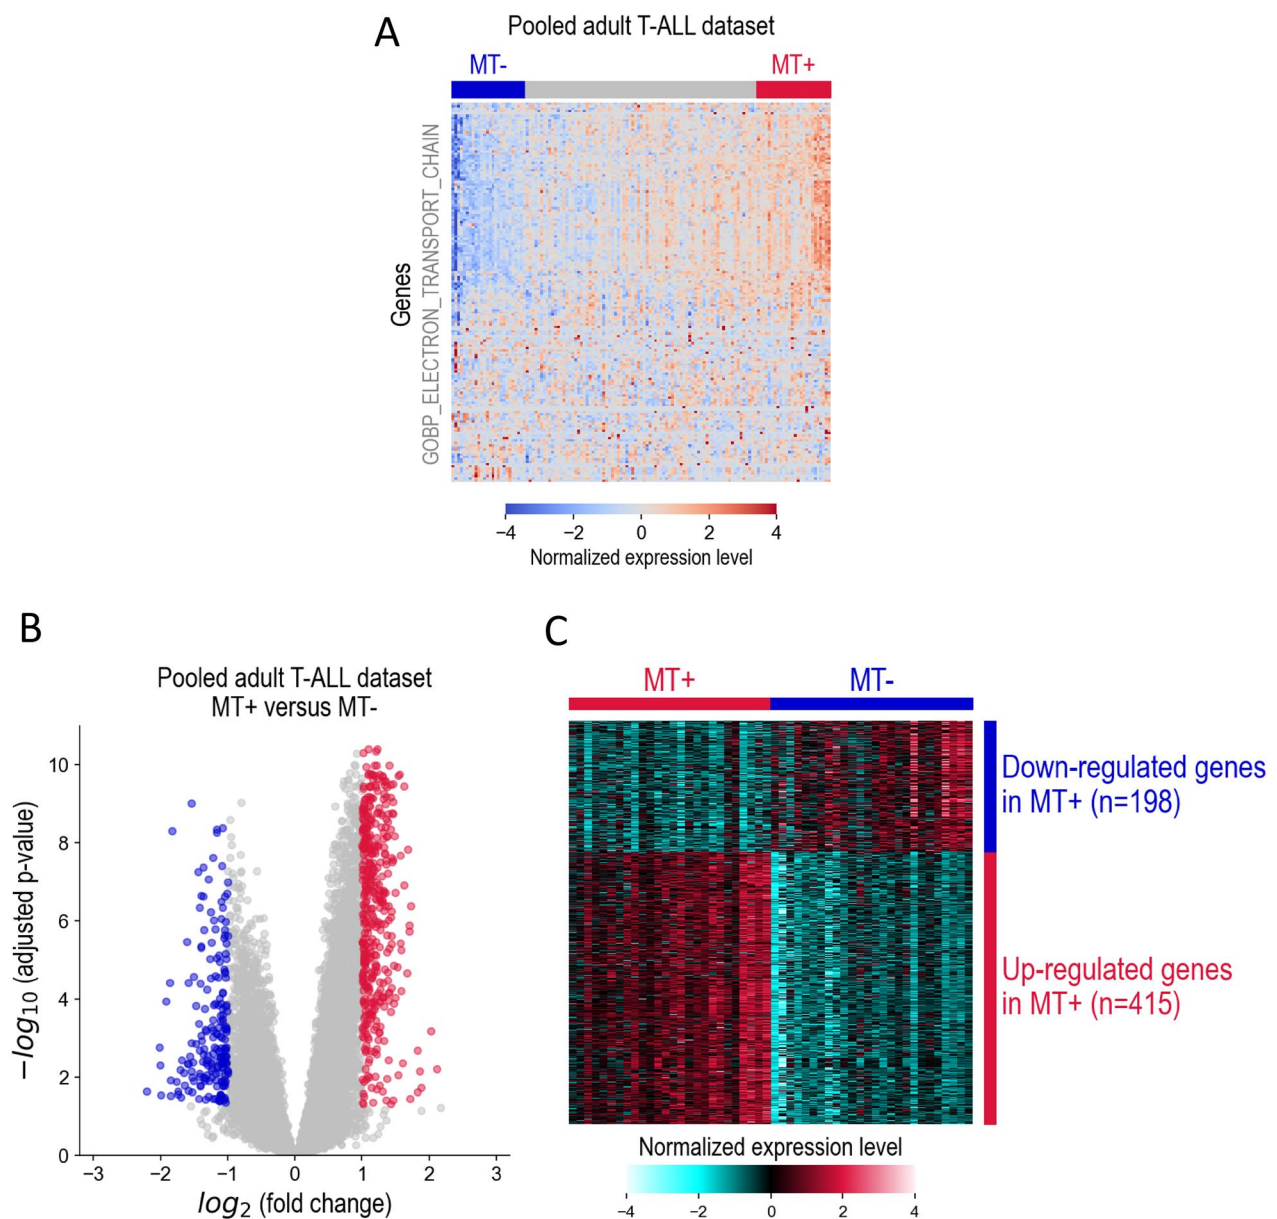 A
Pooled adult T-ALL dataset
MT-
MT+
Genes
GOBP_ELECTRON_TRANSPORT_CHAIN
−4 −2 0 2 4
Normalized expression level
B
Pooled adult T-ALL dataset
MT+ versus MT-
−log10 (adjusted p-value)
10
8
6
4
2
0
−3 −2 −1 0 1 2 3
log2 (fold change)
C
MT+
MT-
Down-regulated genes
in MT+ (n=198)
Up-regulated genes
in MT+ (n=415)
Normalized expression level
−4 −2 0 2 4